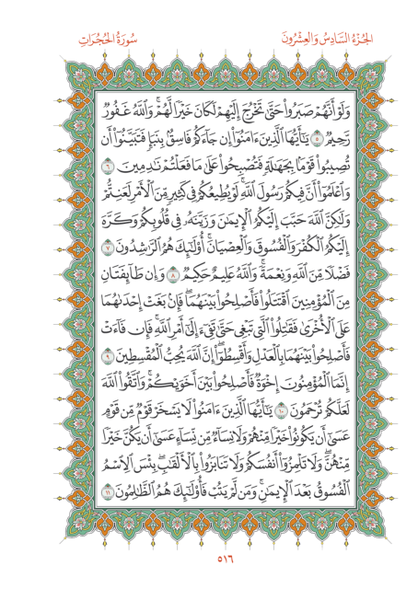 الجُزْءُ السَّادِسُ وَالعِشْرُونَ
سُورَةُ الحُجُرَاتِ
وَلَوْ أَنَّهُمْ صَبَرُوا۟ حَتَّىٰ تَخْرُجَ إِلَيْهِمْ لَكَانَ خَيْرًا لَّهُمْ ۚ وَٱللَّهُ غَفُورٌ
رَّحِيمٌ ٥ يَـٰٓأَيُّهَا ٱلَّذِينَ ءَامَنُوٓا۟ إِن جَآءَكُمْ فَاسِقٌۢ بِنَبَإٍ فَتَبَيَّنُوٓا۟ أَن
تُصِيبُوا۟ قَوْمًۢا بِجَهَـٰلَةٍ فَتُصْبِحُوا۟ عَلَىٰ مَا فَعَلْتُمْ نَـٰدِمِينَ ٦
وَٱعْلَمُوٓا۟ أَنَّ فِيكُمْ رَسُولَ ٱللَّهِ ۚ لَوْ يُطِيعُكُمْ فِى كَثِيرٍ مِّنَ ٱلْأَمْرِ لَعَنِتُّمْ
وَلَـٰكِنَّ ٱللَّهَ حَبَّبَ إِلَيْكُمُ ٱلْإِيمَـٰنَ وَزَيَّنَهُۥ فِى قُلُوبِكُمْ وَكَرَّهَ
إِلَيْكُمُ ٱلْكُفْرَ وَٱلْفُسُوقَ وَٱلْعِصْيَانَ ۚ أُو۟لَـٰٓئِكَ هُمُ ٱلرَّٰشِدُونَ ٧
فَضْلًا مِّنَ ٱللَّهِ وَنِعْمَةً ۚ وَٱللَّهُ عَلِيمٌ حَكِيمٌ ٨ وَإِن طَآئِفَتَانِ
مِنَ ٱلْمُؤْمِنِينَ ٱقْتَتَلُوا۟ فَأَصْلِحُوا۟ بَيْنَهُمَا ۖ فَإِنۢ بَغَتْ إِحْدَىٰهُمَا
عَلَى ٱلْأُخْرَىٰ فَقَـٰتِلُوا۟ ٱلَّتِى تَبْغِى حَتَّىٰ تَفِىٓءَ إِلَىٰٓ أَمْرِ ٱللَّهِ ۚ فَإِن فَآءَتْ
فَأَصْلِحُوا۟ بَيْنَهُمَا بِٱلْعَدْلِ وَأَقْسِطُوٓا۟ ۖ إِنَّ ٱللَّهَ يُحِبُّ ٱلْمُقْسِطِينَ ٩
إِنَّمَا ٱلْمُؤْمِنُونَ إِخْوَةٌ فَأَصْلِحُوا۟ بَيْنَ أَخَوَيْكُمْ ۚ وَٱتَّقُوا۟ ٱللَّهَ
لَعَلَّكُمْ تُرْحَمُونَ ١٠ يَـٰٓأَيُّهَا ٱلَّذِينَ ءَامَنُوا۟ لَا يَسْخَرْ قَوْمٌ مِّن قَوْمٍ
عَسَىٰٓ أَن يَكُونُوا۟ خَيْرًا مِّنْهُمْ وَلَا نِسَآءٌ مِّن نِّسَآءٍ عَسَىٰٓ أَن يَكُنَّ خَيْرًا
مِّنْهُنَّ ۖ وَلَا تَلْمِزُوٓا۟ أَنفُسَكُمْ وَلَا تَنَابَزُوا۟ بِٱلْأَلْقَـٰبِ ۖ بِئْسَ ٱلِٱسْمُ
ٱلْفُسُوقُ بَعْدَ ٱلْإِيمَـٰنِ ۚ وَمَن لَّمْ يَتُبْ فَأُو۟لَـٰٓئِكَ هُمُ ٱلظَّـٰلِمُونَ ١١
٥١٦